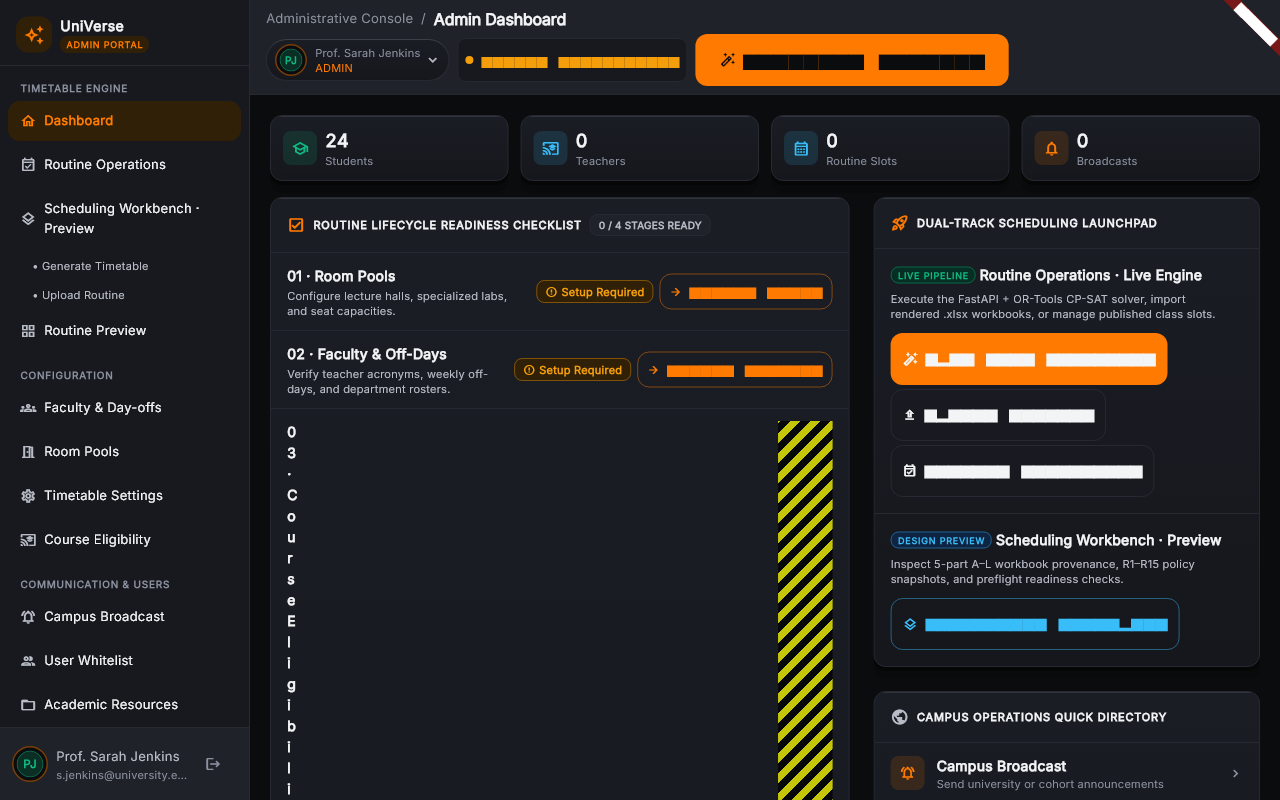 UniVerse
ADMIN PORTAL
TIMETABLE ENGINE
Dashboard
Routine Operations
Scheduling Workbench ·
Preview
• Generate Timetable
• Upload Routine
Routine Preview
CONFIGURATION
Faculty & Day-offs
Room Pools
Timetable Settings
Course Eligibility
COMMUNICATION & USERS
Campus Broadcast
User Whitelist
Academic Resources
Prof. Sarah Jenkins
s.jenkins@university.e...
PJ
Administrative Console / Admin Dashboard
PJ
Prof. Sarah Jenkins
ADMIN
24
Students
0
Teachers
0
Routine Slots
0
Broadcasts
ROUTINE LIFECYCLE READINESS CHECKLIST
0 / 4 STAGES READY
01 · Room Pools
Configure lecture halls, specialized labs,
and seat capacities.
Setup Required
02 · Faculty & Off-Days
Verify teacher acronyms, weekly off-
days, and department rosters.
Setup Required
0
3
·
C
o
u
r
s
e
E
l
i
g
i
b
i
l
i
DUAL-TRACK SCHEDULING LAUNCHPAD
LIVE PIPELINE
Routine Operations · Live Engine
Execute the FastAPI + OR-Tools CP-SAT solver, import
rendered .xlsx workbooks, or manage published class slots.
DESIGN PREVIEW
Scheduling Workbench · Preview
Inspect 5-part A–L workbook provenance, R1–R15 policy
snapshots, and preflight readiness checks.
CAMPUS OPERATIONS QUICK DIRECTORY
Campus Broadcast
Send university or cohort announcements